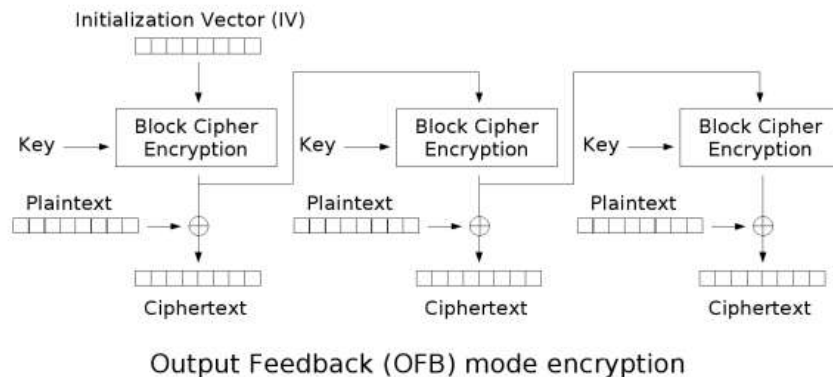 Initialization Vector (IV)
Key
Block Cipher
Encryption
Key
Block Cipher
Encryption
Key
Block Cipher
Encryption
Plaintext
Plaintext
Plaintext
Ciphertext
Ciphertext
Ciphertext
Output Feedback (OFB) mode encryption